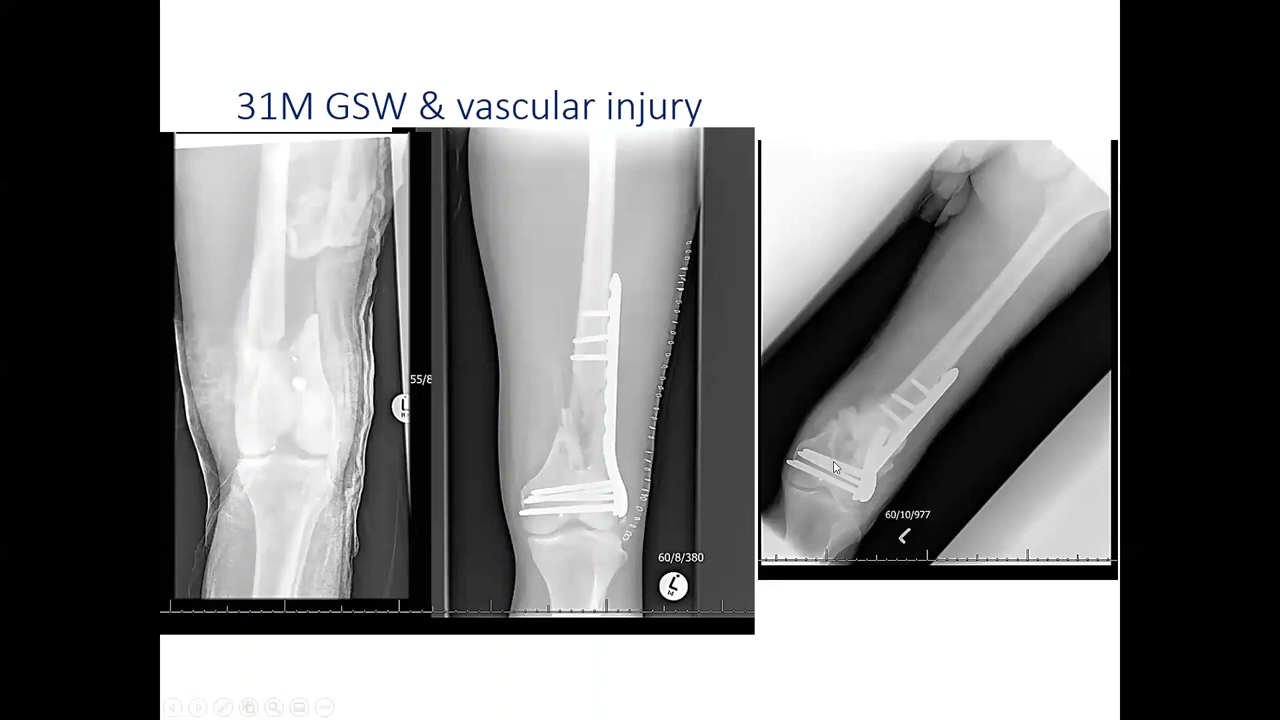 31M GSW & vascular injury
55/8
L
60/8/380
L
M
60/10/977
L